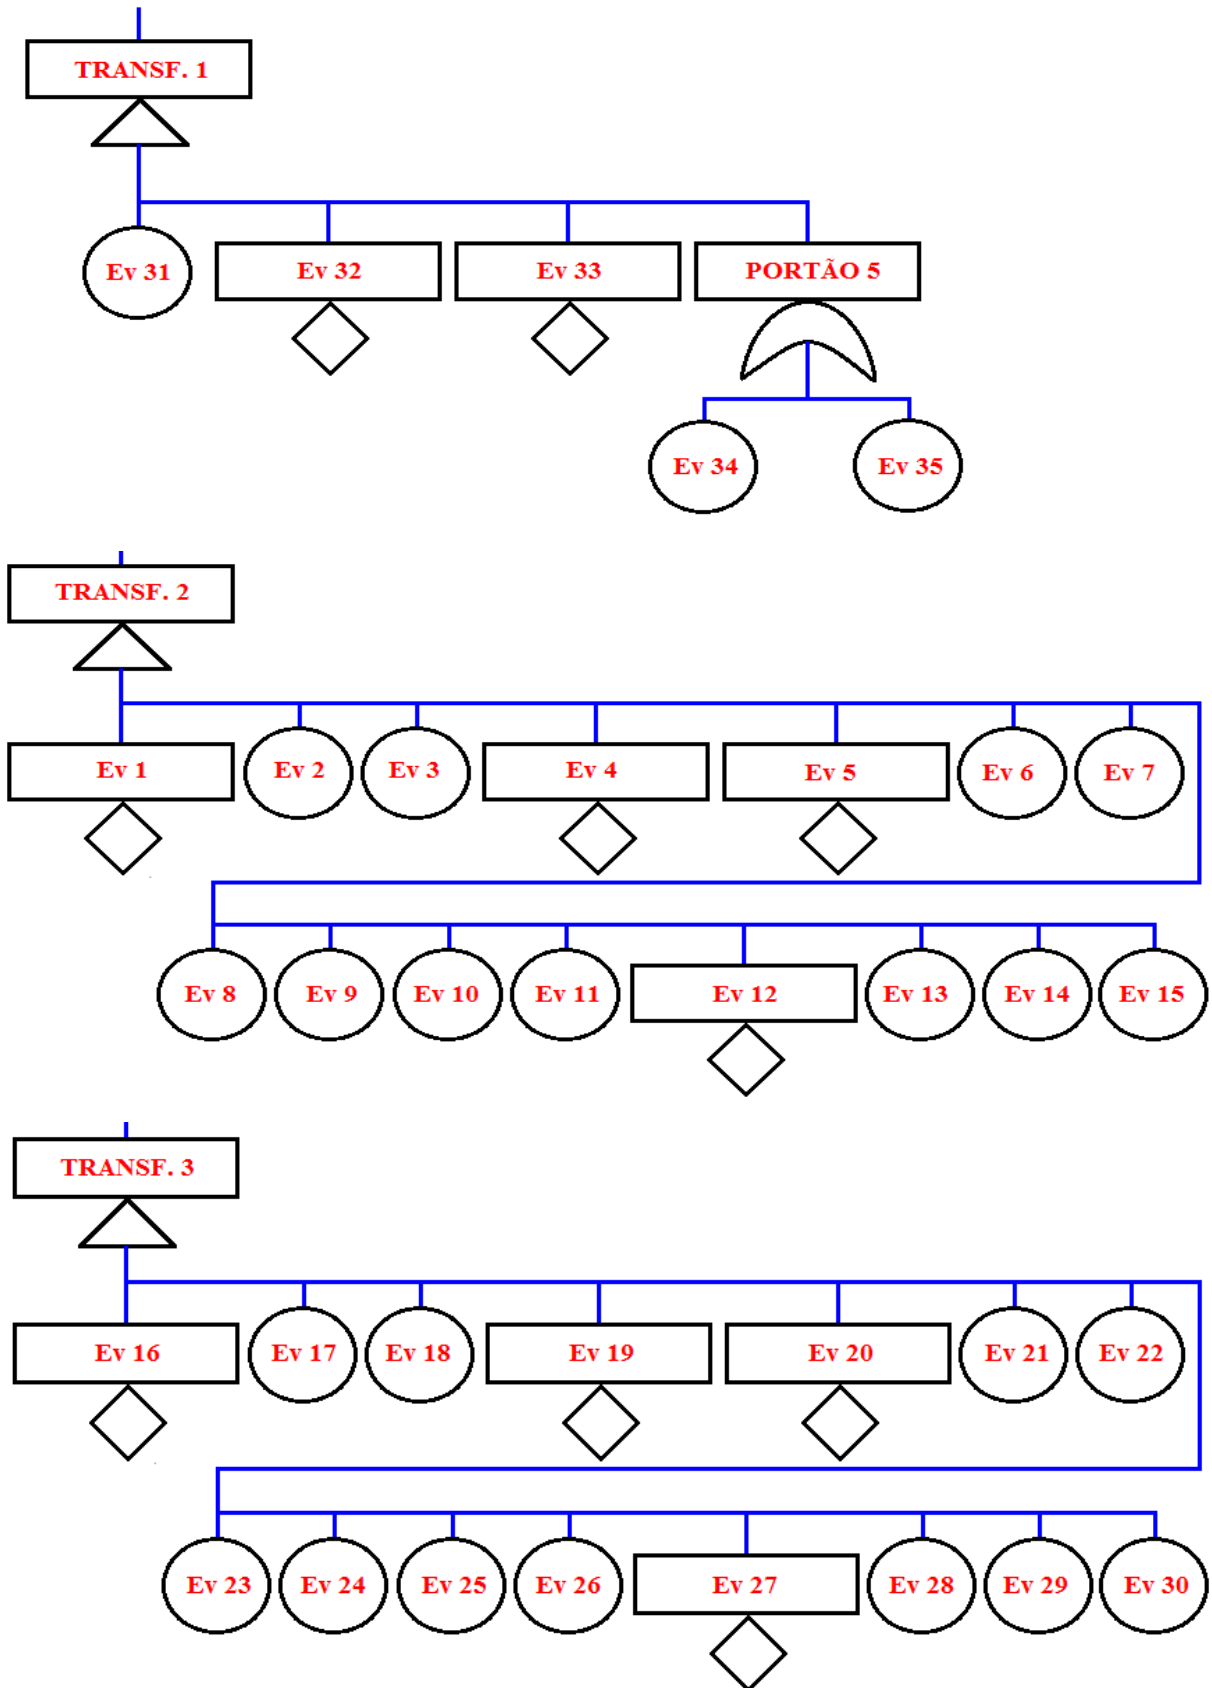 TRANSF. 1
Ev 31
Ev 32
Ev 33
PORTÃO 5
Ev 34
Ev 35
TRANSF. 2
Ev 1
Ev 2
Ev 3
Ev 4
Ev 5
Ev 6
Ev 7
Ev 8
Ev 9
Ev 10
Ev 11
Ev 12
Ev 13
Ev 14
Ev 15
TRANSF. 3
Ev 16
Ev 17
Ev 18
Ev 19
Ev 20
Ev 21
Ev 22
Ev 23
Ev 24
Ev 25
Ev 26
Ev 27
Ev 28
Ev 29
Ev 30